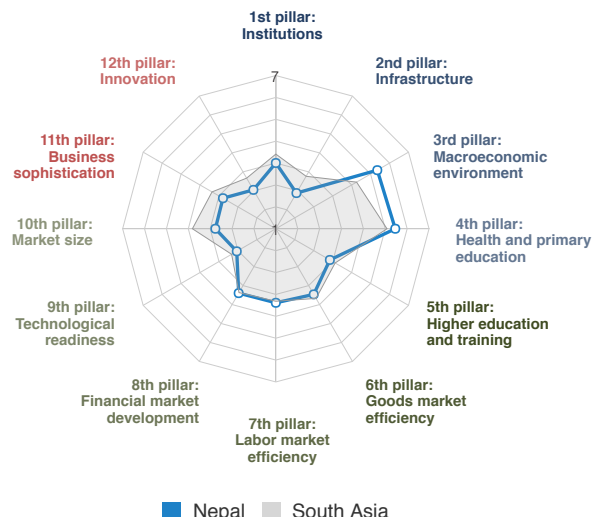 1st pillar:
Institutions
2nd pillar:
Infrastructure
3rd pillar:
Macroeconomic
environment
4th pillar:
Health and primary
education
5th pillar:
Higher education
and training
6th pillar:
Goods market
efficiency
7th pillar:
Labor market
efficiency
8th pillar:
Financial market
development
9th pillar:
Technological
readiness
10th pillar:
Market size
11th pillar:
Business
sophistication
12th pillar:
Innovation
7
1
Nepal
South Asia